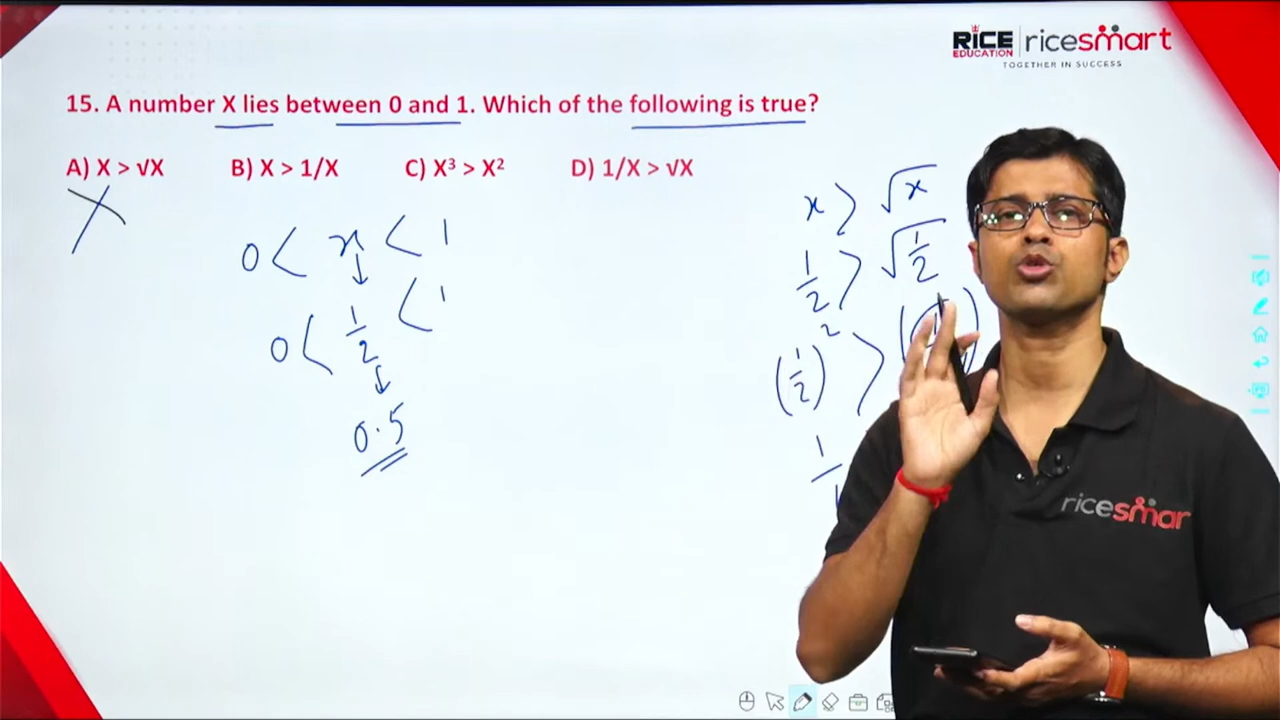 RICE EDUCATION | ricesmart
TOGETHER IN SUCCESS
15. A number X lies between 0 and 1. Which of the following is true?
A) X > √X B) X > 1/X C) X³ > X² D) 1/X > √X
0 < x < 1
0 < 1/2 < 1
0.5
x > √x
1/2 > √1/2
(1/2)² >
1
ricesmar